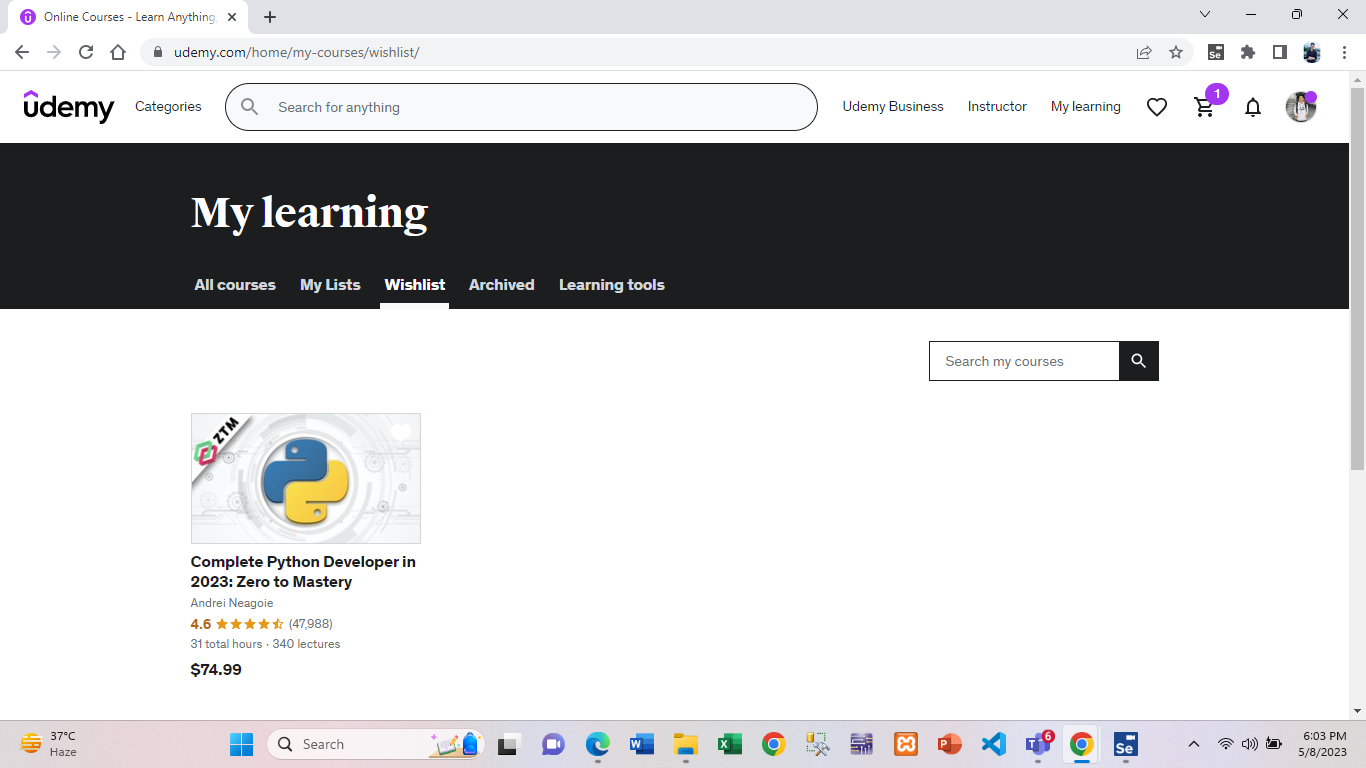 Online Courses - Learn Anything
udemy.com/home/my-courses/wishlist/
Se
udemy
Categories
Search for anything
Udemy Business
Instructor
My learning
1
My learning
All courses
My Lists
Wishlist
Archived
Learning tools
Search my courses
ZTM
Complete Python Developer in
2023: Zero to Mastery
Andrei Neagoie
4.6 (47,988)
31 total hours · 340 lectures
$74.99
37°C
Haze
Search
6
Se
6:03 PM
5/8/2023